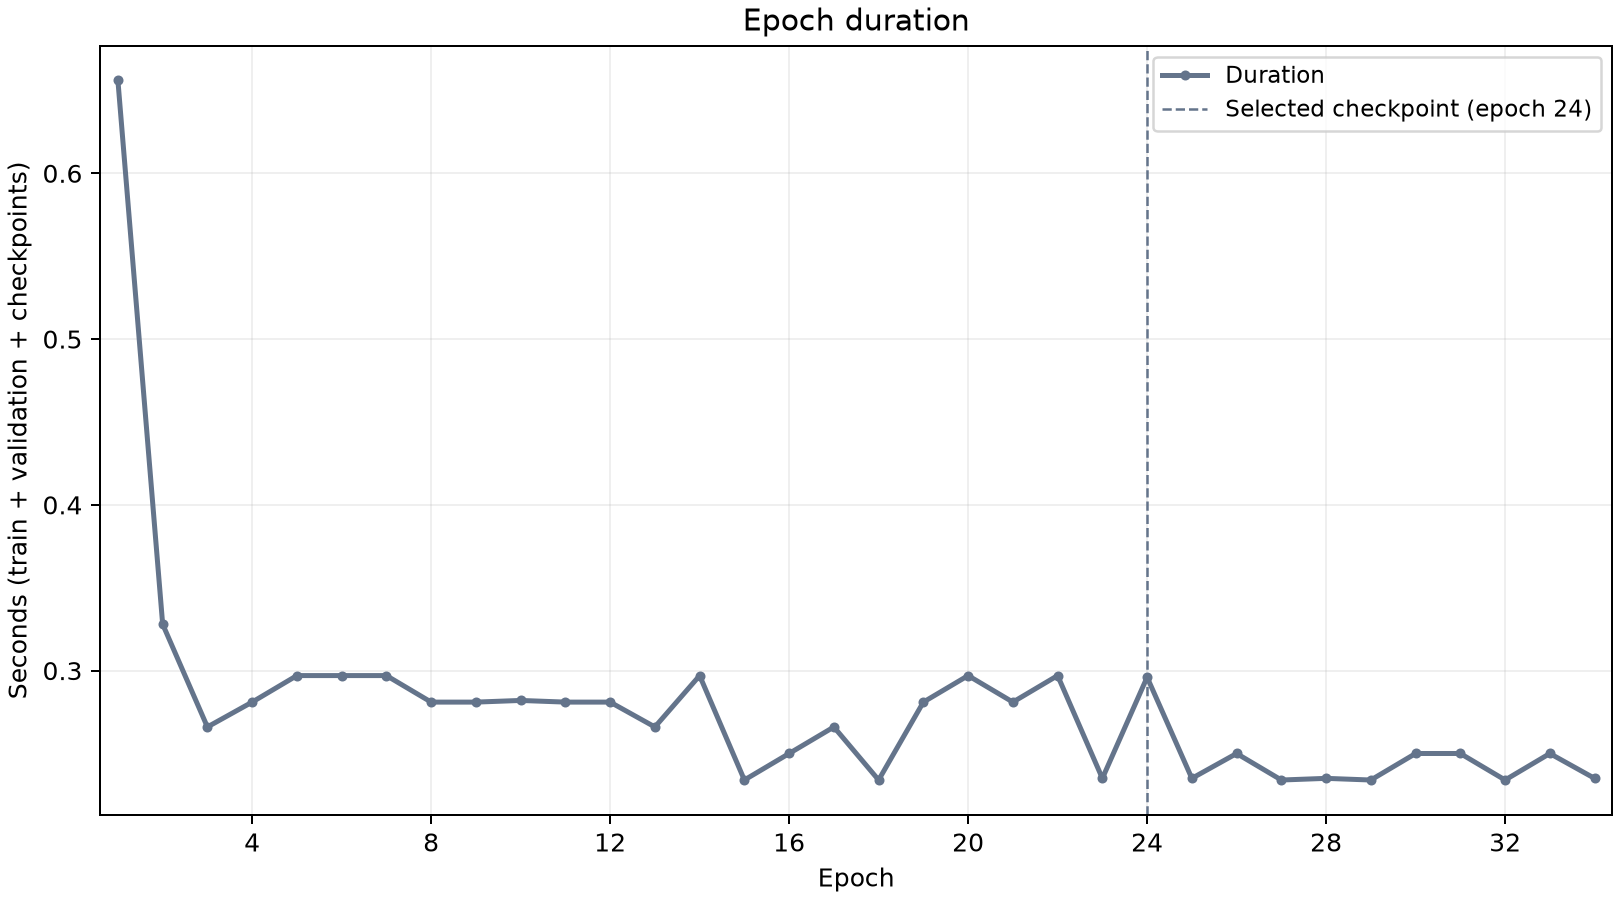 Epoch duration
Duration
Selected checkpoint (epoch 24)
Seconds (train + validation + checkpoints)
0.6
0.5
0.4
0.3
4 8 12 16 20 24 28 32
Epoch